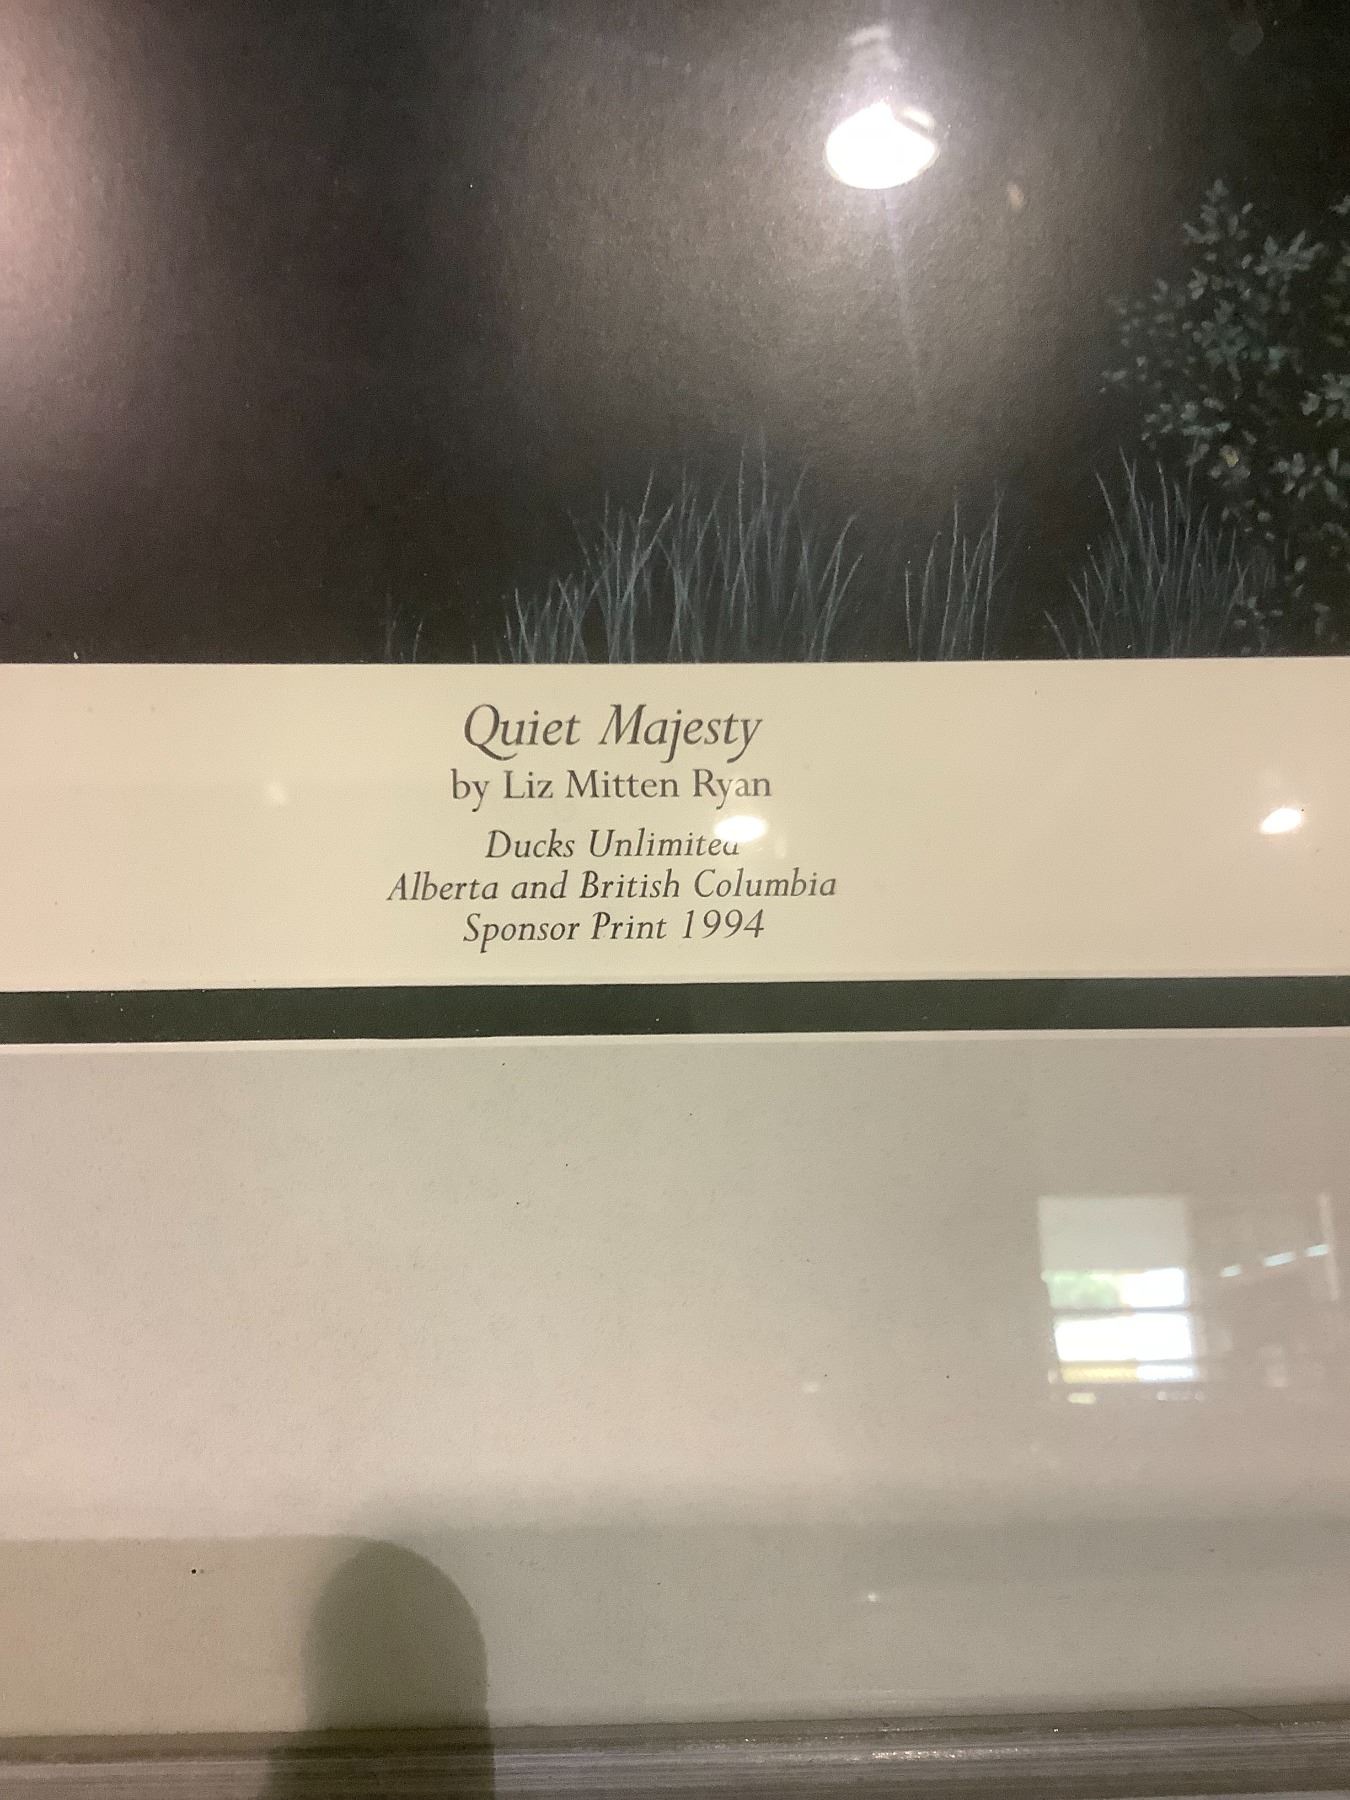 Quiet Majesty
by Liz Mitten Ryan
Ducks Unlimited
Alberta and British Columbia
Sponsor Print 1994